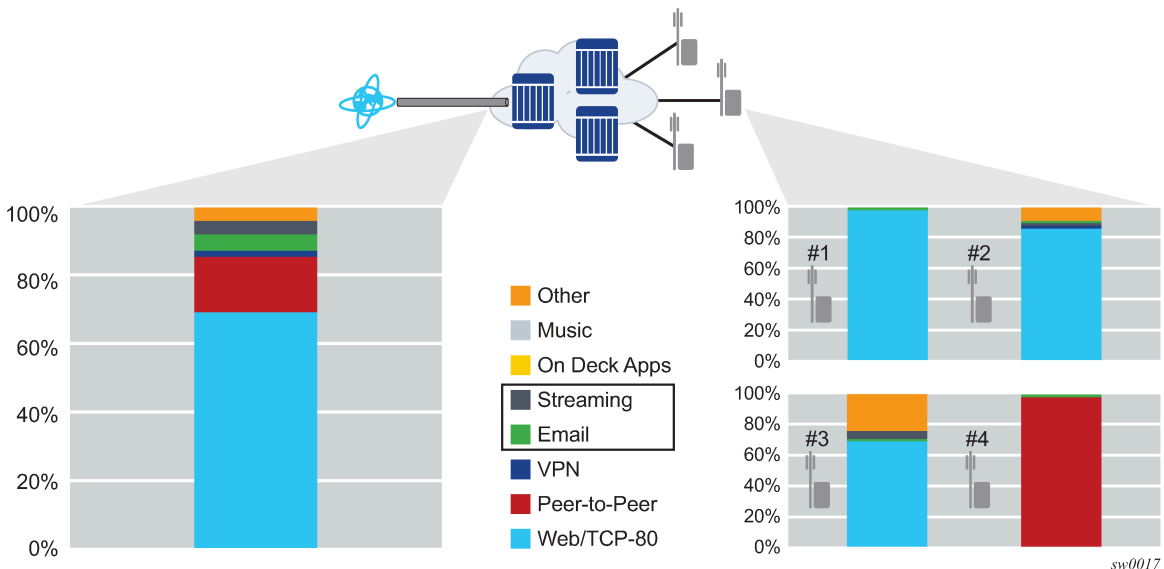 100%
80%
60%
40%
20%
0%
Other
Music
On Deck Apps
Streaming
Email
VPN
Peer-to-Peer
Web/TCP-80
100%
80%
60%
40%
20%
0%
#1
#2
100%
80%
60%
40%
20%
0%
#3
#4
sw0017